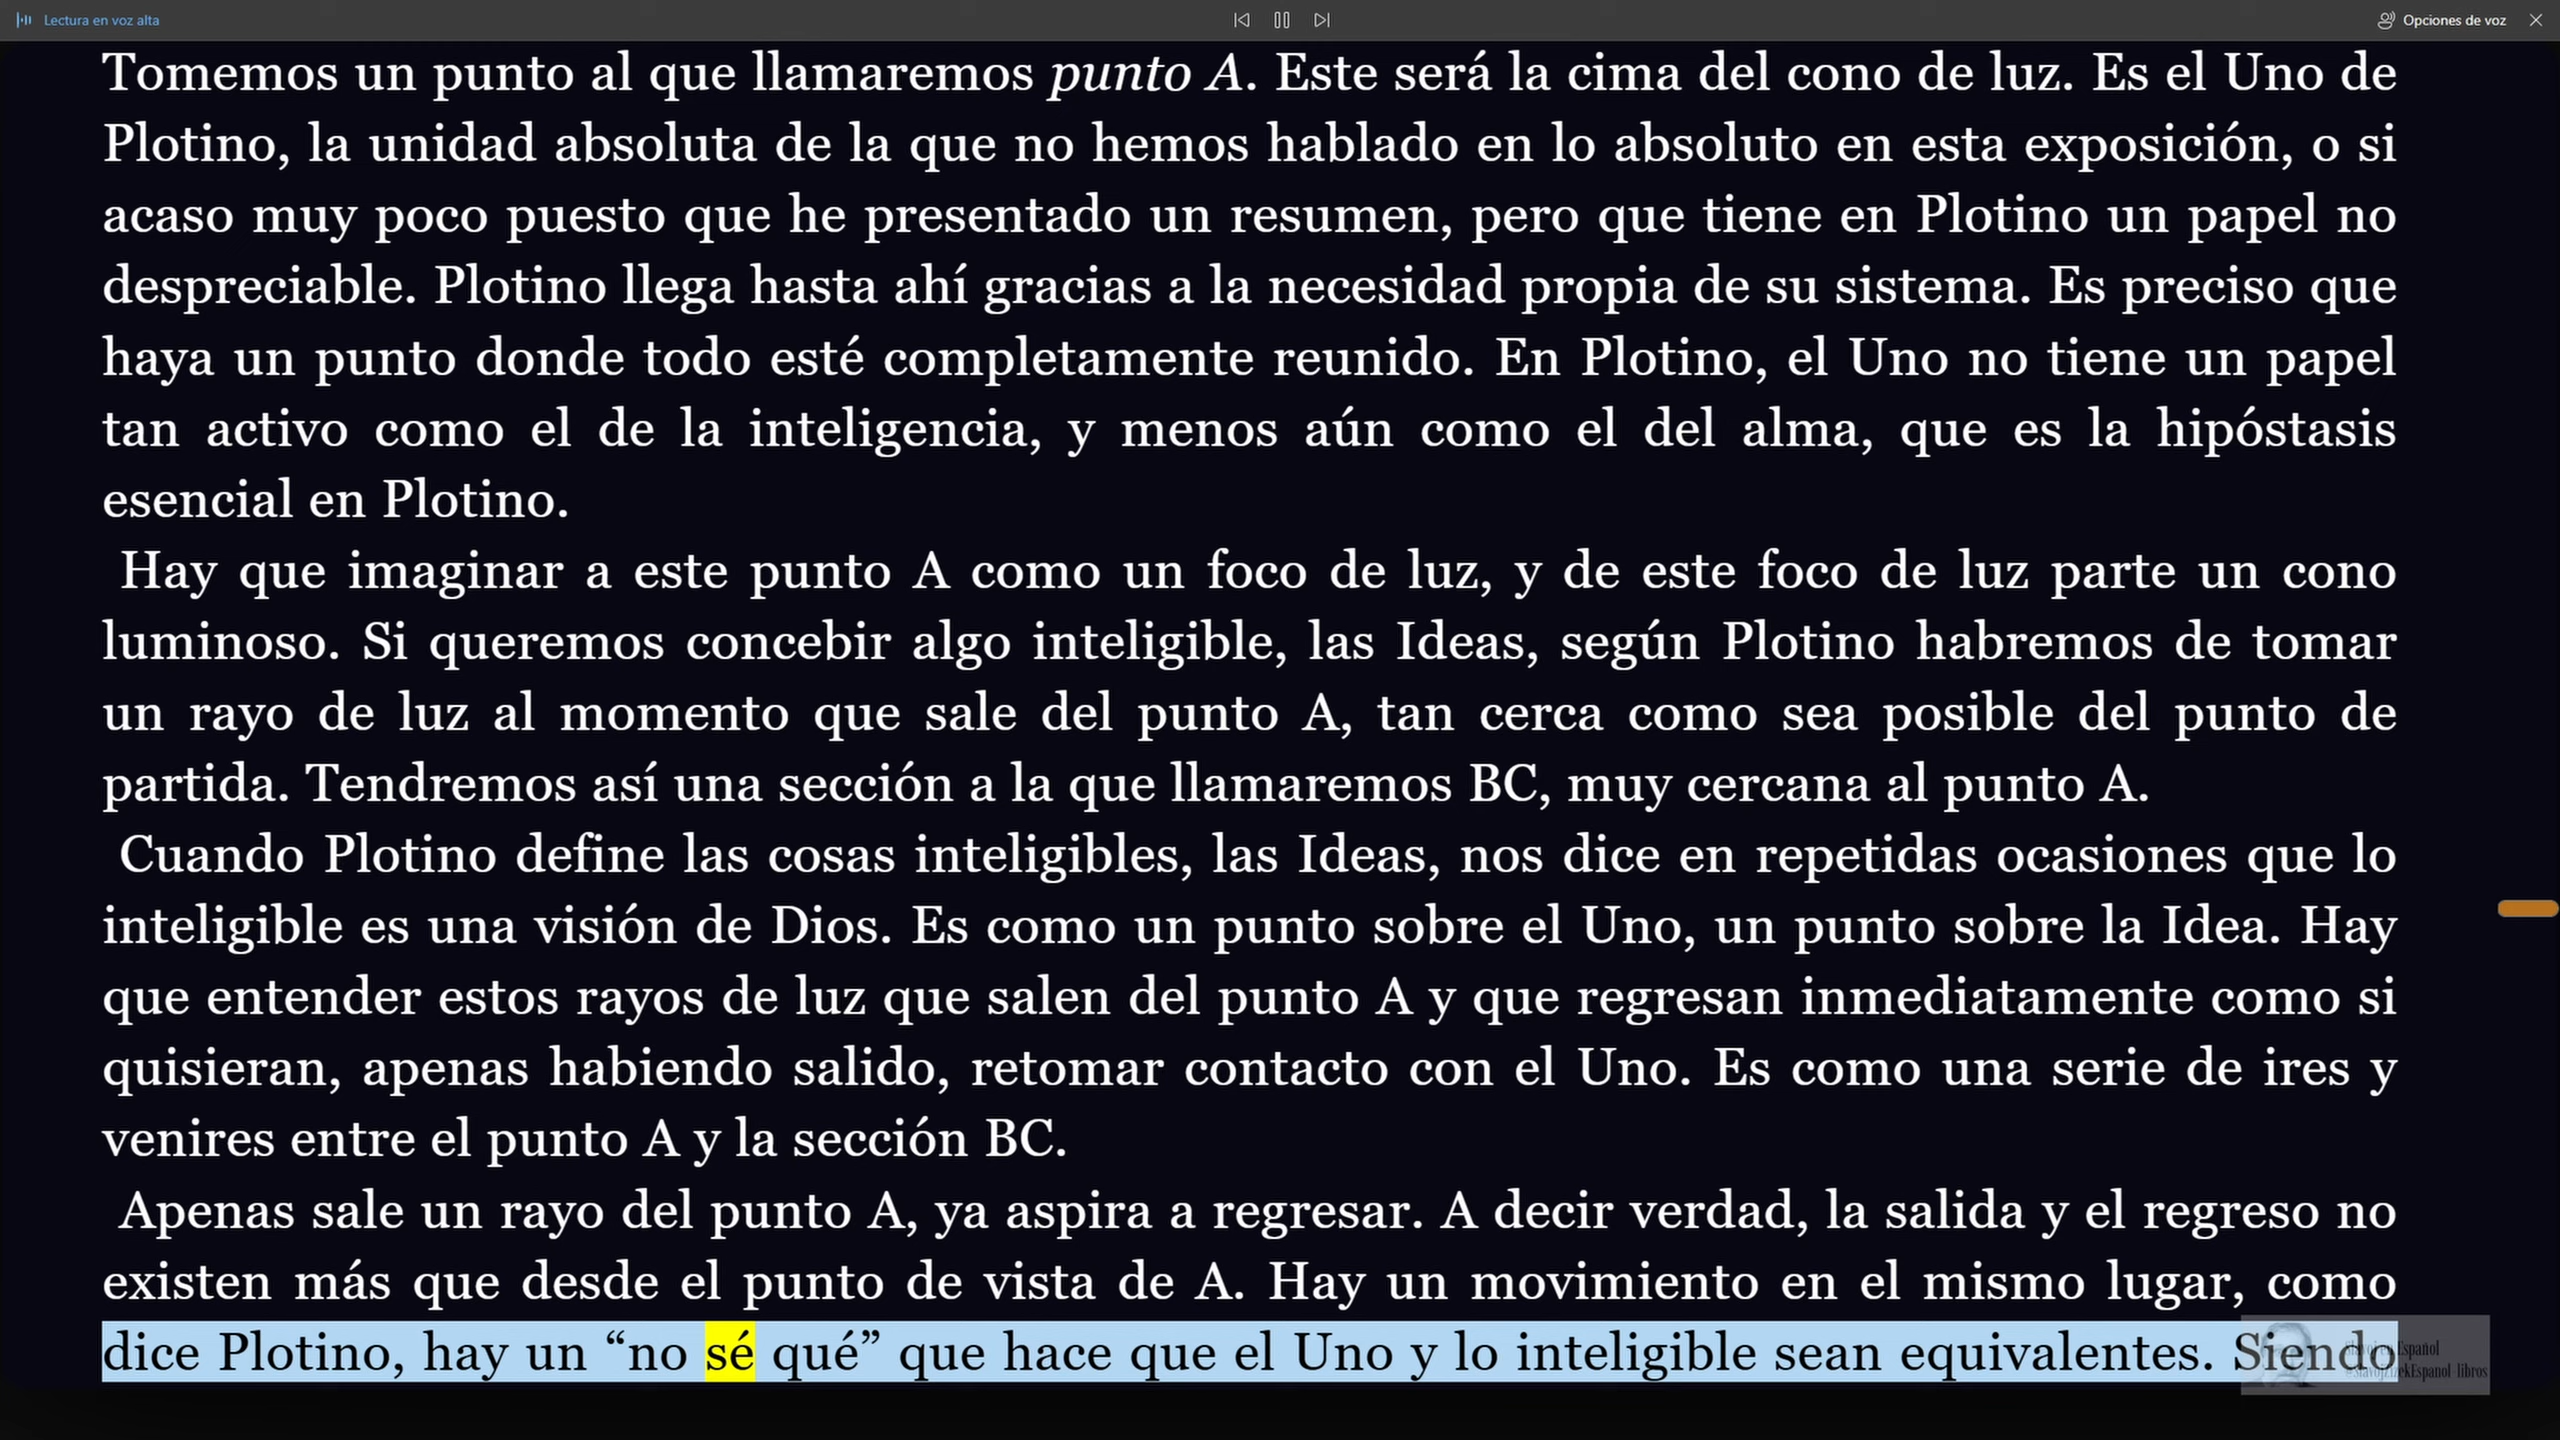 Lectura en voz alta
Opciones de voz
Tomemos un punto al que llamaremos punto A. Este será la cima del cono de luz. Es el Uno de
Plotino, la unidad absoluta de la que no hemos hablado en lo absoluto en esta exposición, o si
acaso muy poco puesto que he presentado un resumen, pero que tiene en Plotino un papel no
despreciable. Plotino llega hasta ahí gracias a la necesidad propia de su sistema. Es preciso que
haya un punto donde todo esté completamente reunido. En Plotino, el Uno no tiene un papel
tan activo como el de la inteligencia, y menos aún como el del alma, que es la hipóstasis
esencial en Plotino.
Hay que imaginar a este punto A como un foco de luz, y de este foco de luz parte un cono
luminoso. Si queremos concebir algo inteligible, las Ideas, según Plotino habremos de tomar
un rayo de luz al momento que sale del punto A, tan cerca como sea posible del punto de
partida. Tendremos así una sección a la que llamaremos BC, muy cercana al punto A.
Cuando Plotino define las cosas inteligibles, las Ideas, nos dice en repetidas ocasiones que lo
inteligible es una visión de Dios. Es como un punto sobre el Uno, un punto sobre la Idea. Hay
que entender estos rayos de luz que salen del punto A y que regresan inmediatamente como si
quisieran, apenas habiendo salido, retomar contacto con el Uno. Es como una serie de ires y
venires entre el punto A y la sección BC.
Apenas sale un rayo del punto A, ya aspira a regresar. A decir verdad, la salida y el regreso no
existen más que desde el punto de vista de A. Hay un movimiento en el mismo lugar, como
dice Plotino, hay un “no sé qué” que hace que el Uno y lo inteligible sean equivalentes. Siendo
Español
libros